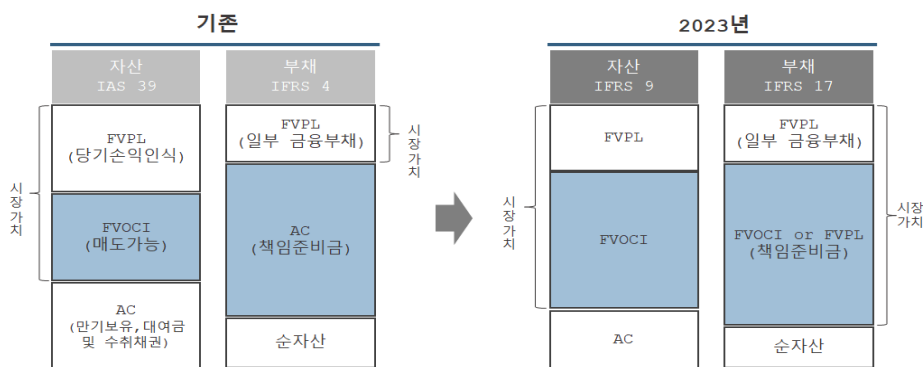 기존
자산
IAS 39
부채
IFRS 4
시장가치
FVPL
(당기손익인식)
FVOCI
(매도가능)
AC
(만기보유,대여금
및 수취채권)
FVPL
(일부 금융부채)
시장가치
AC
(책임준비금)
순자산
2023년
자산
IFRS 9
부채
IFRS 17
시장가치
FVPL
FVOCI
AC
FVPL
(일부 금융부채)
FVOCI or FVPL
(책임준비금)
순자산
시장
가치